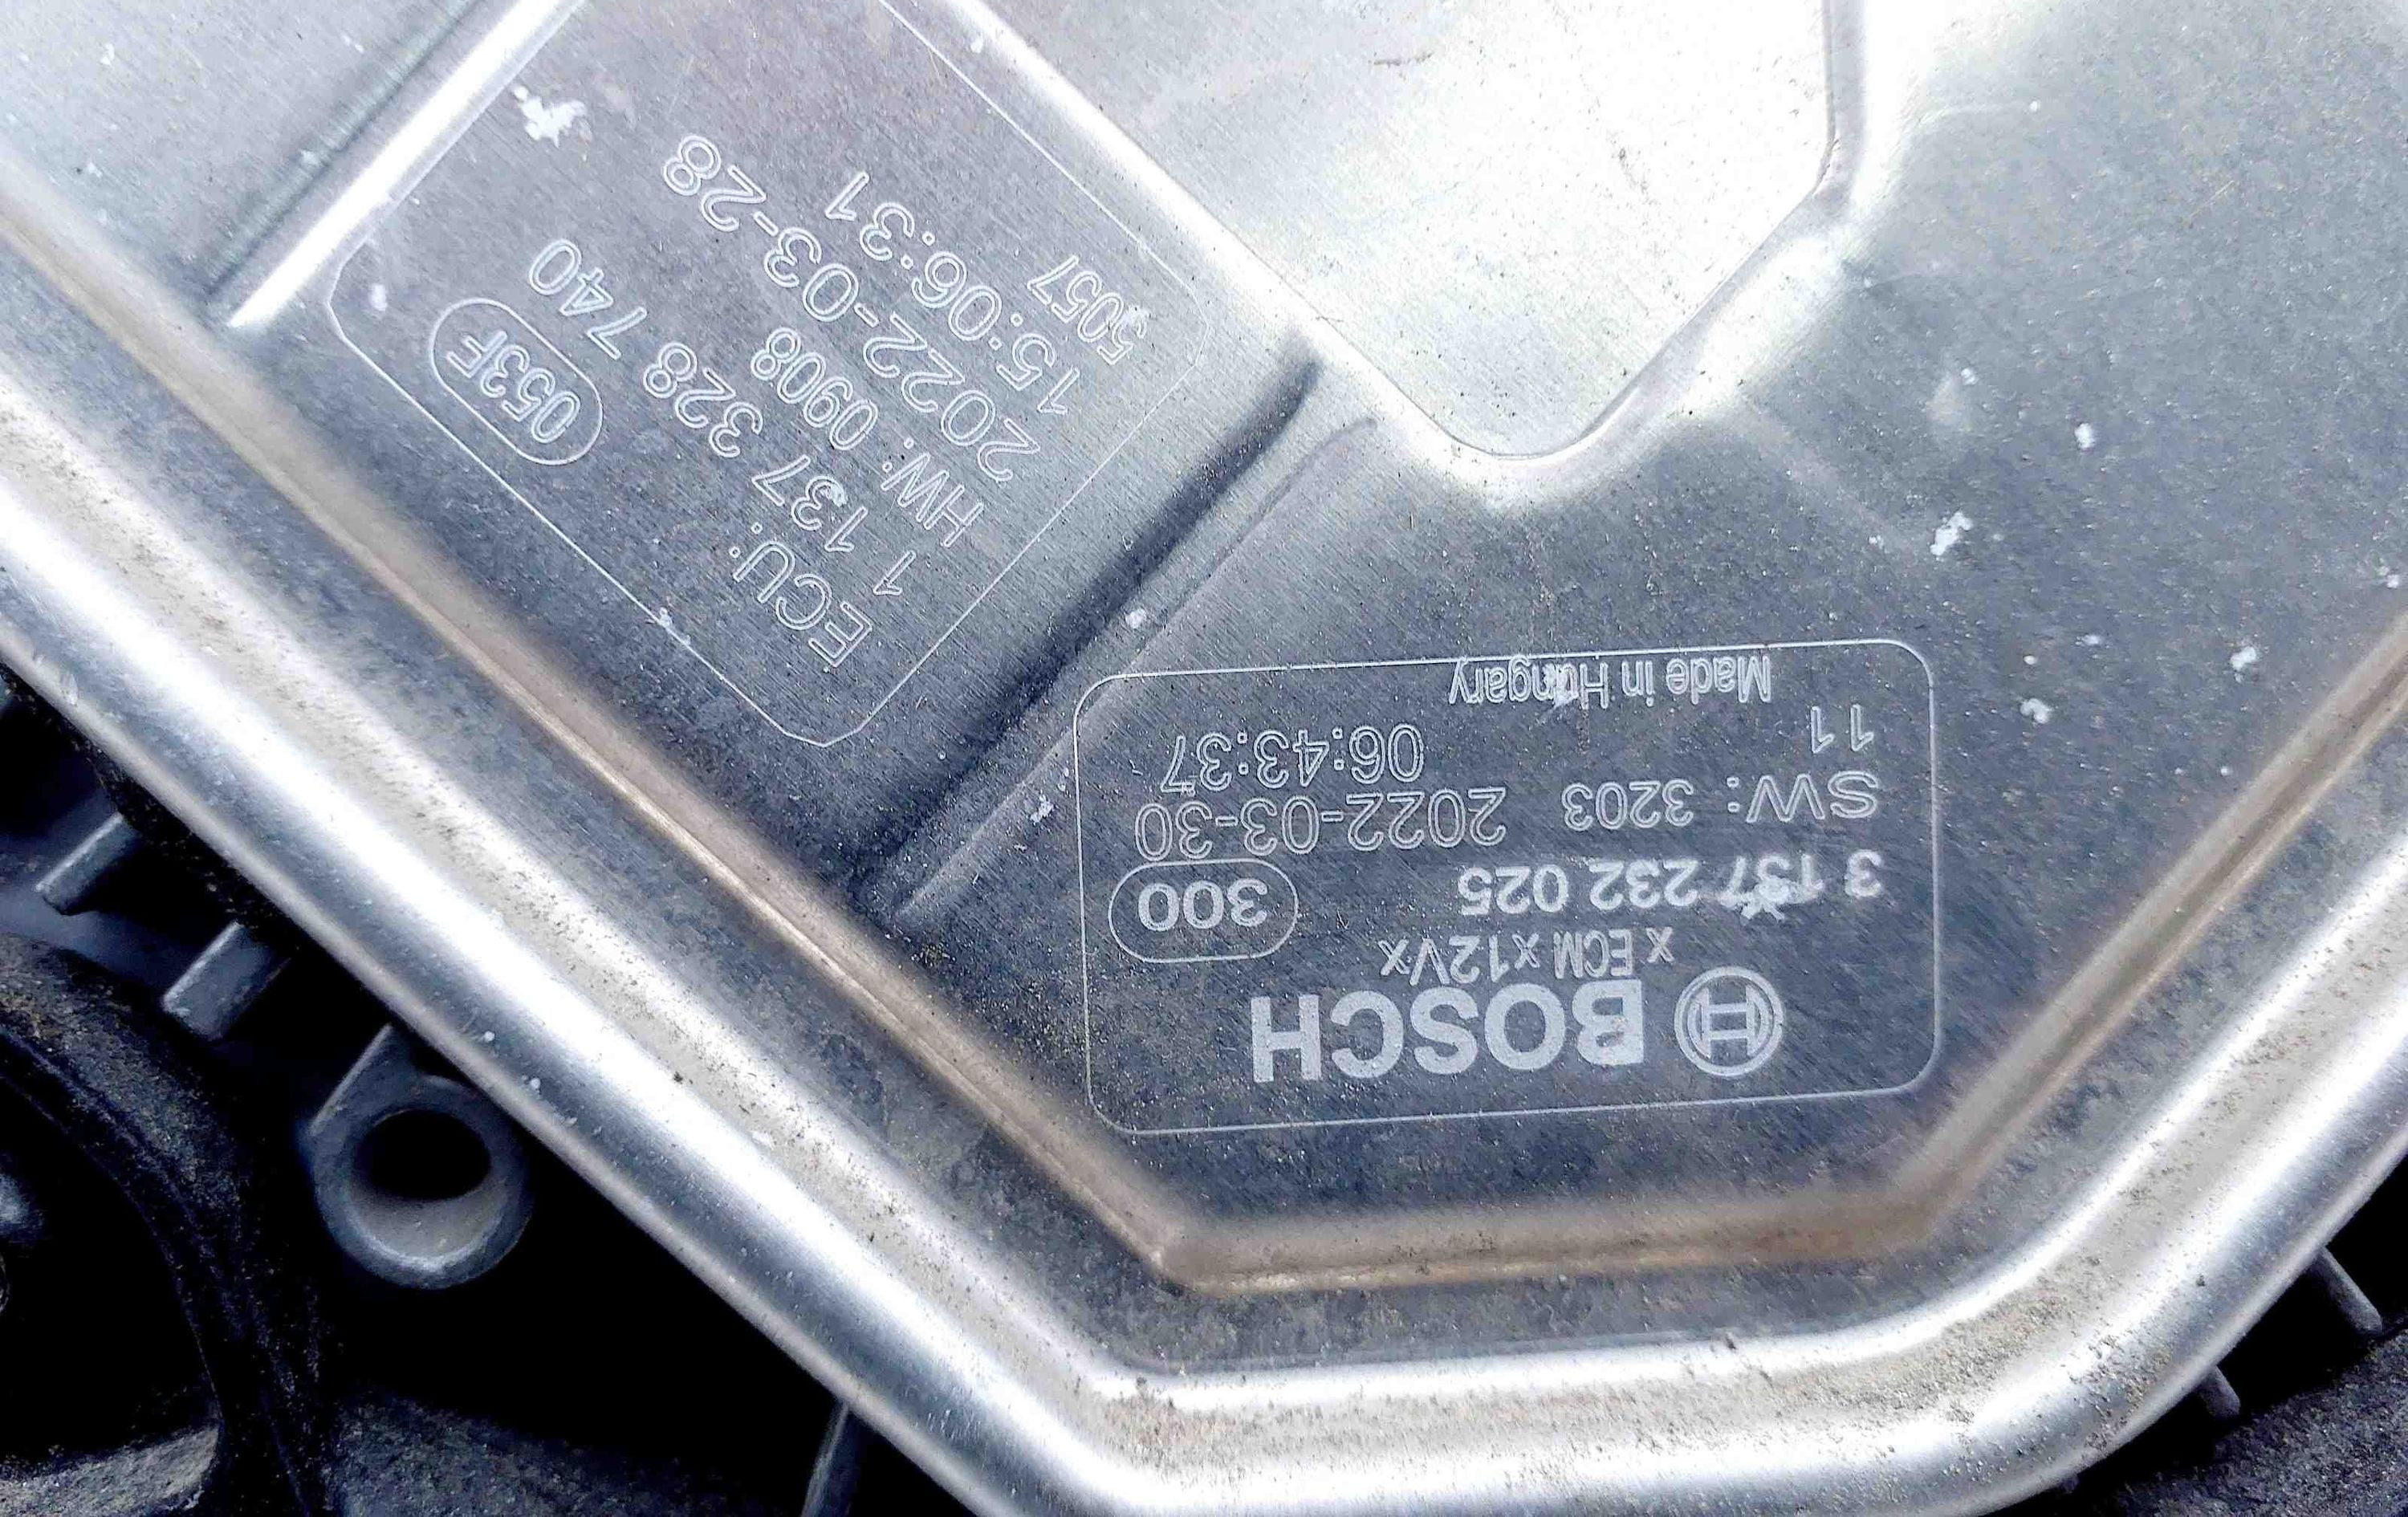 BOSCH
x ECM x12Vx
3 137 232 025
300
SW: 3203 2022-03-30
11 06:43:37
Made in Hungary
ECU:
053F
1 137 328 740
HW: 0908
2022-03-28
15:06:31
5057